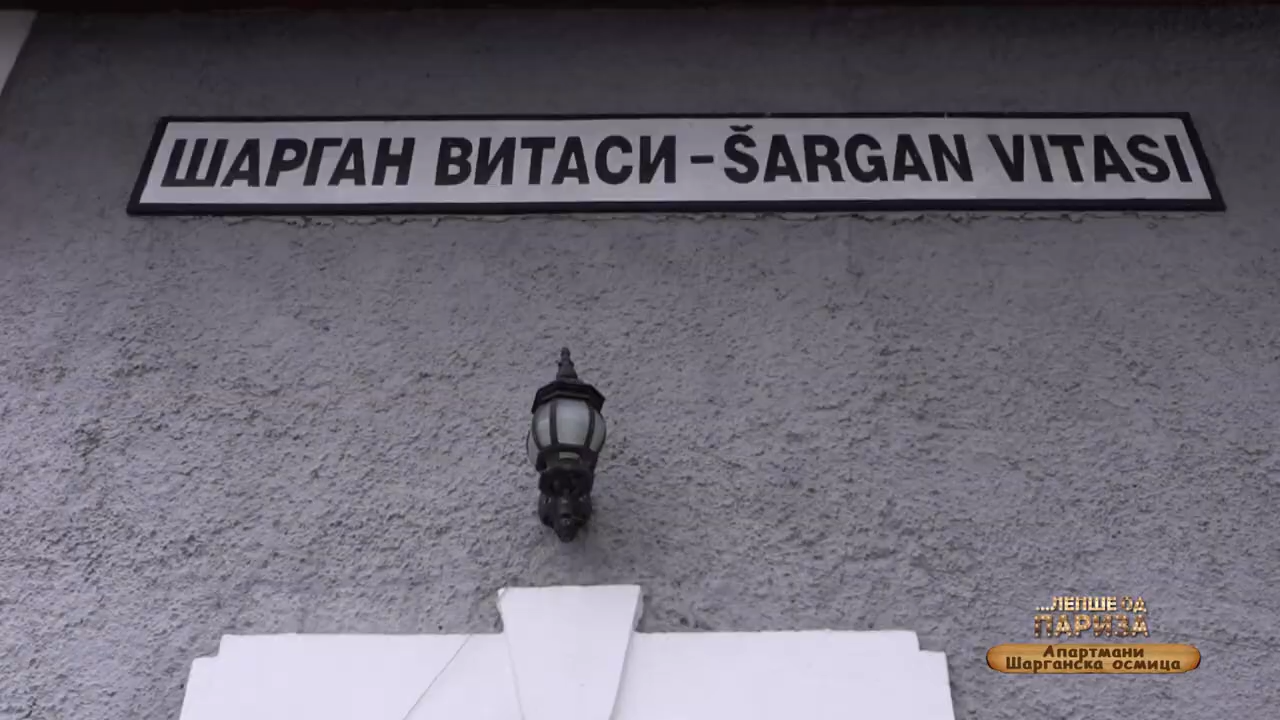 ШАРГАН ВИТАСИ - ŠARGAN VITASI
...ЛЕПШЕ ОД
ПАРИЗА
Апартмани
Шарганска осмица